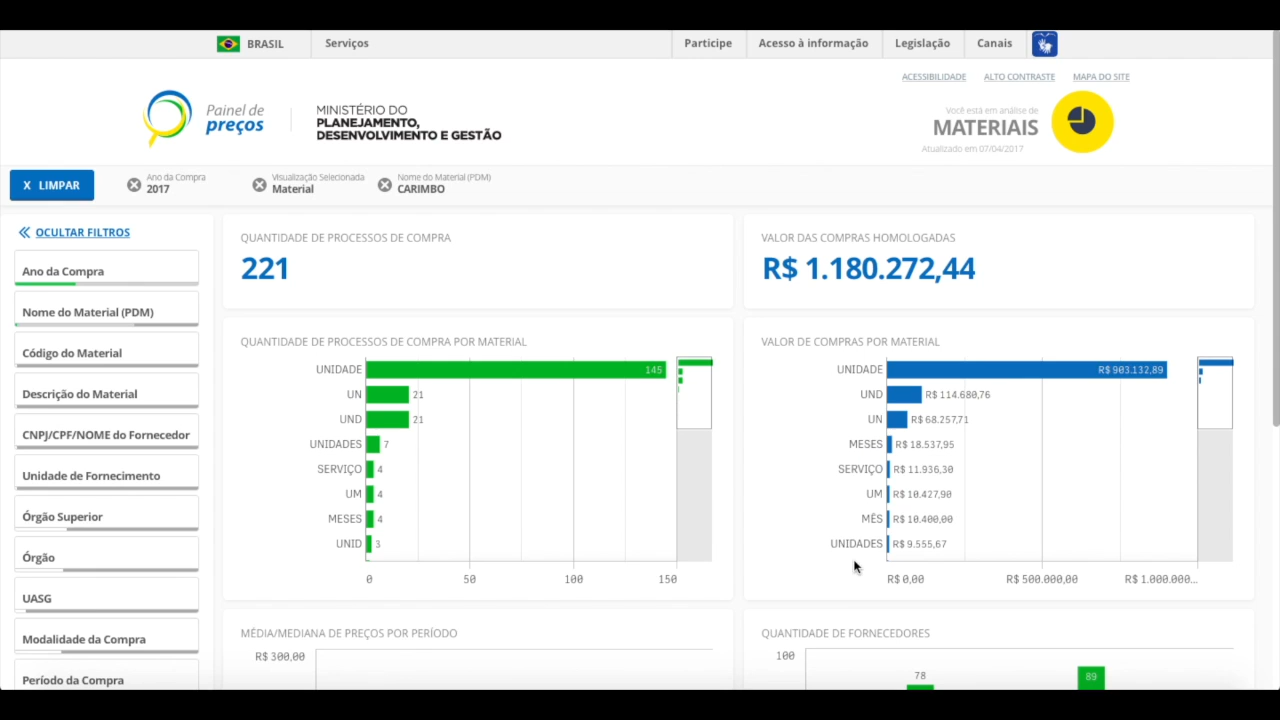 BRASIL
Serviços
Participe
Acesso à informação
Legislação
Canais
ACESSIBILIDADE
ALTO CONTRASTE
MAPA DO SITE
Painel de
preços
MINISTÉRIO DO
PLANEJAMENTO,
DESENVOLVIMENTO E GESTÃO
Você está em análise de
MATERIAIS
Atualizado em 07/04/2017
X LIMPAR
Ano da Compra
2017
Visualização Selecionada
Material
Nome do Material (PDM)
CARIMBO
OCULTAR FILTROS
Ano da Compra
Nome do Material (PDM)
Código do Material
Descrição do Material
CNPJ/CPF/NOME do Fornecedor
Unidade de Fornecimento
Órgão Superior
Órgão
UASG
Modalidade da Compra
Período da Compra
QUANTIDADE DE PROCESSOS DE COMPRA
221
VALOR DAS COMPRAS HOMOLOGADAS
R$ 1.180.272,44
QUANTIDADE DE PROCESSOS DE COMPRA POR MATERIAL
UNIDADE 145
UN 21
UND 21
UNIDADES 7
SERVIÇO 4
UM 4
MESES 4
UNID 3
0 50 100 150
VALOR DE COMPRAS POR MATERIAL
UNIDADE R$ 903.132,89
UND R$ 114.680,76
UN R$ 68.257,71
MESES R$ 18.537,95
SERVIÇO R$ 11.936,30
UM R$ 10.427,90
MÊS R$ 10.400,00
UNIDADES R$ 9.555,67
R$ 0,00 R$ 500.000,00 R$ 1.000.000...
MÉDIA/MEDIANA DE PREÇOS POR PERÍODO
R$ 300,00
QUANTIDADE DE FORNECEDORES
100
78
89